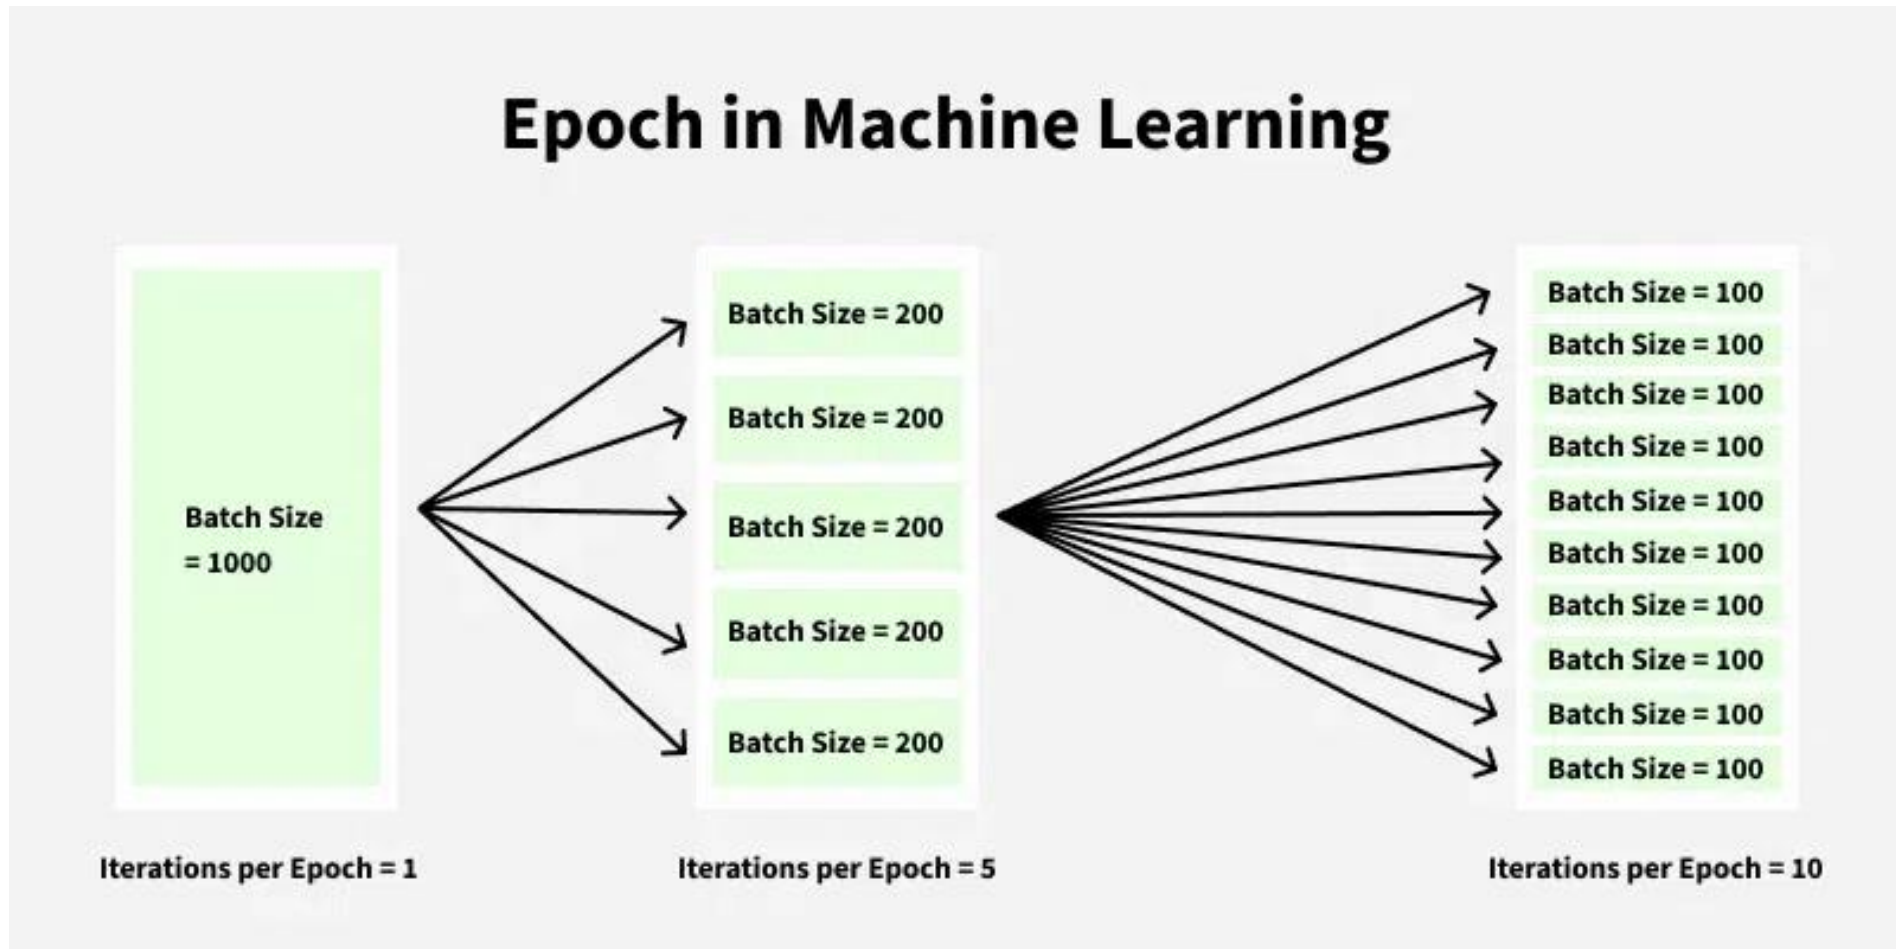 Epoch in Machine Learning
Batch Size
= 1000
Iterations per Epoch = 1
Batch Size = 200
Batch Size = 200
Batch Size = 200
Batch Size = 200
Batch Size = 200
Iterations per Epoch = 5
Batch Size = 100
Batch Size = 100
Batch Size = 100
Batch Size = 100
Batch Size = 100
Batch Size = 100
Batch Size = 100
Batch Size = 100
Batch Size = 100
Batch Size = 100
Iterations per Epoch = 10